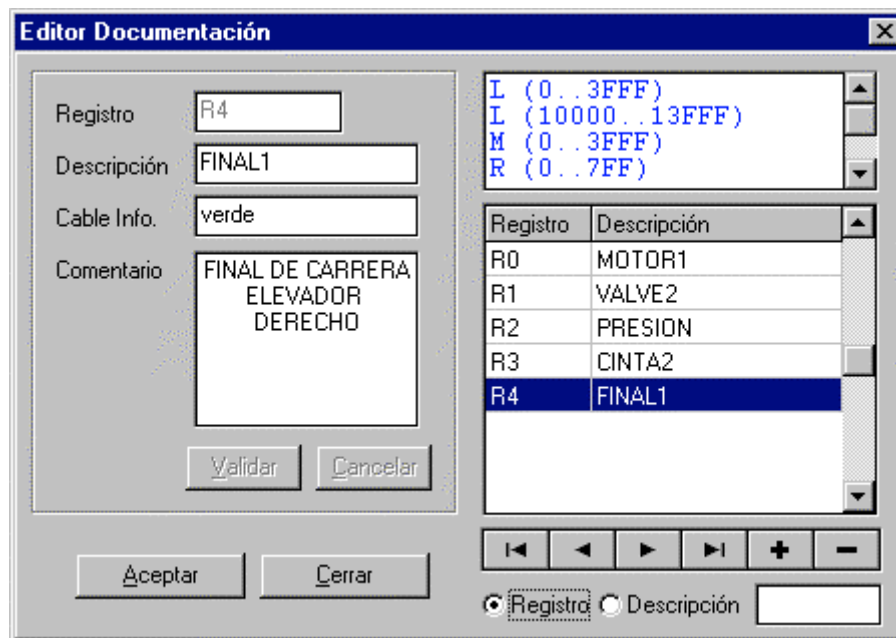 Editor Documentación
Registro
R4
Descripción
FINAL1
Cable Info.
verde
Comentario
FINAL DE CARRERA
ELEVADOR
DERECHO
Validar
Cancelar
Aceptar
Cerrar
L (0..3FFF)
L (10000..13FFF)
M (0..3FFF)
R (0..7FF)
Registro Descripción
R0 MOTOR1
R1 VALVE2
R2 PRESION
R3 CINTA2
R4 FINAL1
Registro Descripción